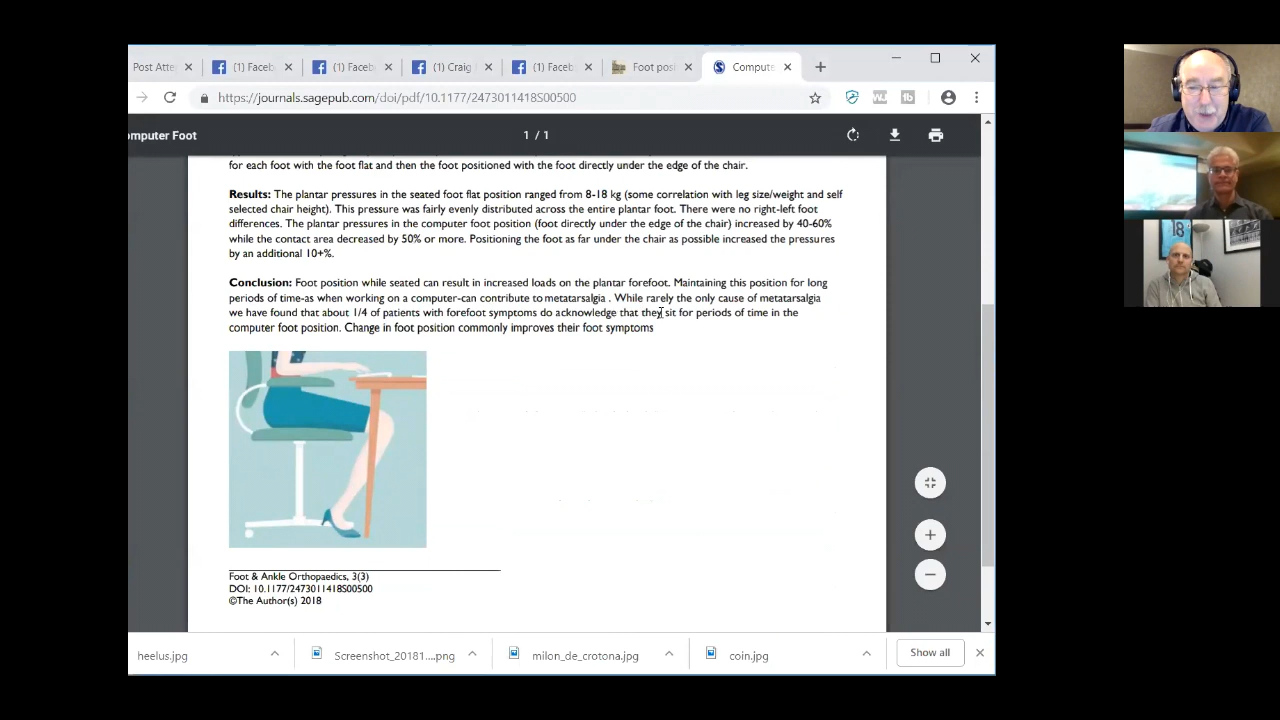 Post Atte
(1) Faceb
(1) Faceb
(1) Craig
(1) Faceb
Foot posi
Compute
https://journals.sagepub.com/doi/pdf/10.1177/2473011418S00500
omputer Foot
1 / 1
for each foot with the foot flat and then the foot positioned with the foot directly under the edge of the chair.
Results: The plantar pressures in the seated foot flat position ranged from 8-18 kg (some correlation with leg size/weight and self
selected chair height). This pressure was fairly evenly distributed across the entire plantar foot. There were no right-left foot
differences. The plantar pressures in the computer foot position (foot directly under the edge of the chair) increased by 40-60%
while the contact area decreased by 50% or more. Positioning the foot as far under the chair as possible increased the pressures
by an additional 10+%.
Conclusion: Foot position while seated can result in increased loads on the plantar forefoot. Maintaining this position for long
periods of time-as when working on a computer-can contribute to metatarsalgia . While rarely the only cause of metatarsalgia
we have found that about 1/4 of patients with forefoot symptoms do acknowledge that they sit for periods of time in the
computer foot position. Change in foot position commonly improves their foot symptoms
Foot & Ankle Orthopaedics, 3(3)
DOI: 10.1177/2473011418S00500
©The Author(s) 2018
heelus.jpg
Screenshot_20181....png
milon_de_crotona.jpg
coin.jpg
Show all
18